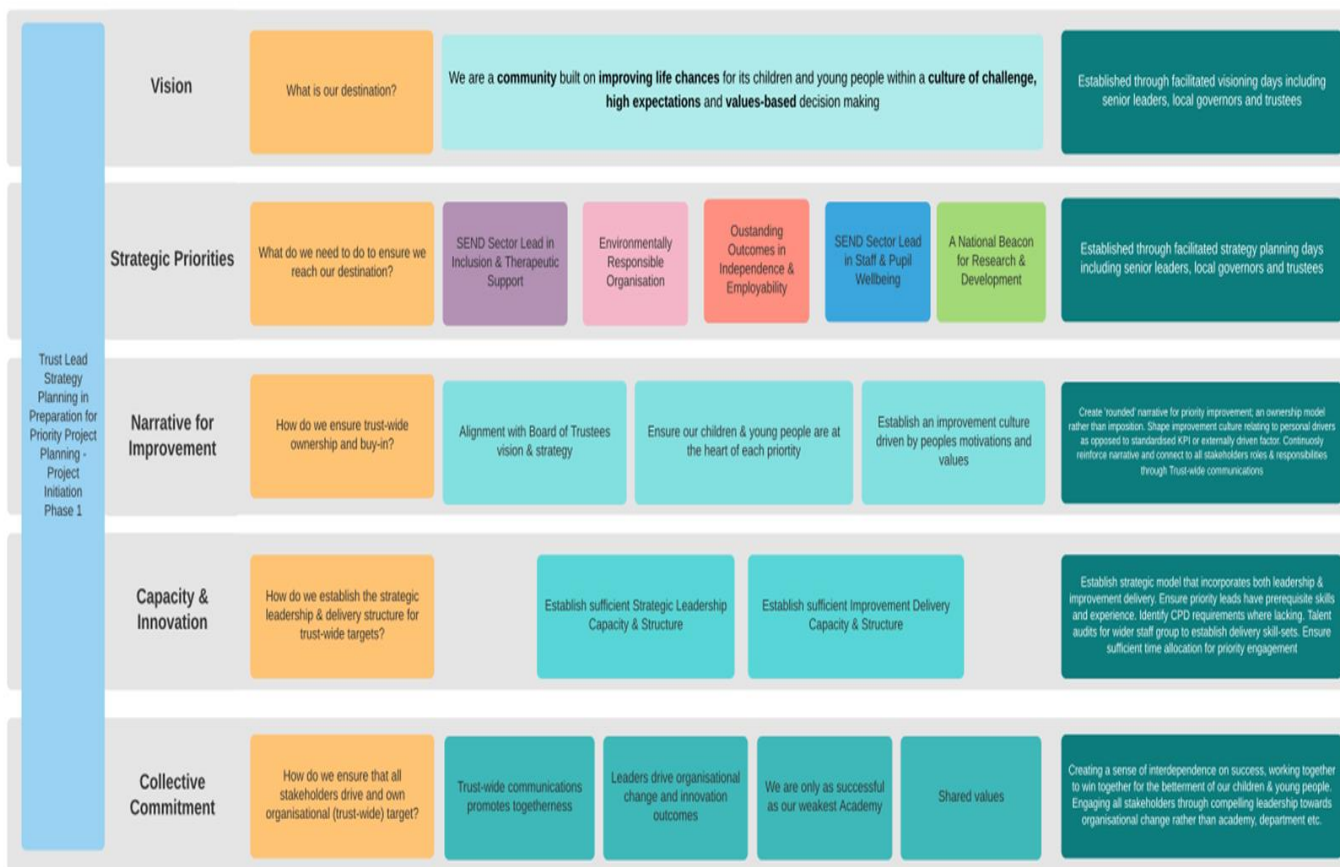 Trust Lead
Strategy
Planning in
Preparation for
Priority Project
Planning -
Project
Initiation
Phase 1
Vision
What is our destination?
We are a community built on improving life chances for its children and young people within a culture of challenge,
high expectations and values-based decision making
Established through facilitated visioning days including
senior leaders, local governors and trustees
Strategic Priorities
What do we need to do to ensure we
reach our destination?
SEND Sector Lead in
Inclusion & Therapeutic
Support
Environmentally
Responsible
Organisation
Oustanding
Outcomes in
Independence &
Employability
SEND Sector Lead
in Staff & Pupil
Wellbeing
A National Beacon
for Research &
Development
Established through facilitated strategy planning days
including senior leaders, local governors and trustees
Narrative for
Improvement
How do we ensure trust-wide
ownership and buy-in?
Alignment with Board of Trustees
vision & strategy
Ensure our children & young people are at
the heart of each priortity
Establish an improvement culture
driven by peoples motivations and
values
Create 'rounded' narrative for priority improvement; an ownership model
rather than imposition. Shape improvement culture relating to personal drivers
as opposed to standardised KPI or externally driven factor. Continuosly
reinforce narrative and connect to all stakeholders roles & responsibilities
through Trust-wide communications
Capacity &
Innovation
How do we establish the strategic
leadership & delivery structure for
trust-wide targets?
Establish sufficient Strategic Leadership
Capacity & Structure
Establish sufficient Improvement Delivery
Capacity & Structure
Establish strategic model that incorporates both leadership &
improvement delivery. Ensure priority leads have prerequisite skills
and experience. Identify CPD requirements where lacking. Talent
audits for wider staff group to establish delivery skill-sets. Ensure
sufficient time allocation for priority engagement
Collective
Commitment
How do we ensure that all
stakeholders drive and own
organisational (trust-wide) target?
Trust-wide communications
promotes togetherness
Leaders drive organisational
change and innovation
outcomes
We are only as successful
as our weakest Academy
Shared values
Creating a sense of interdependence on success, working together
to win together for the betterment of our children & young people.
Engaging all stakeholders through compelling leadership towards
organisational change rather than academy, department etc.